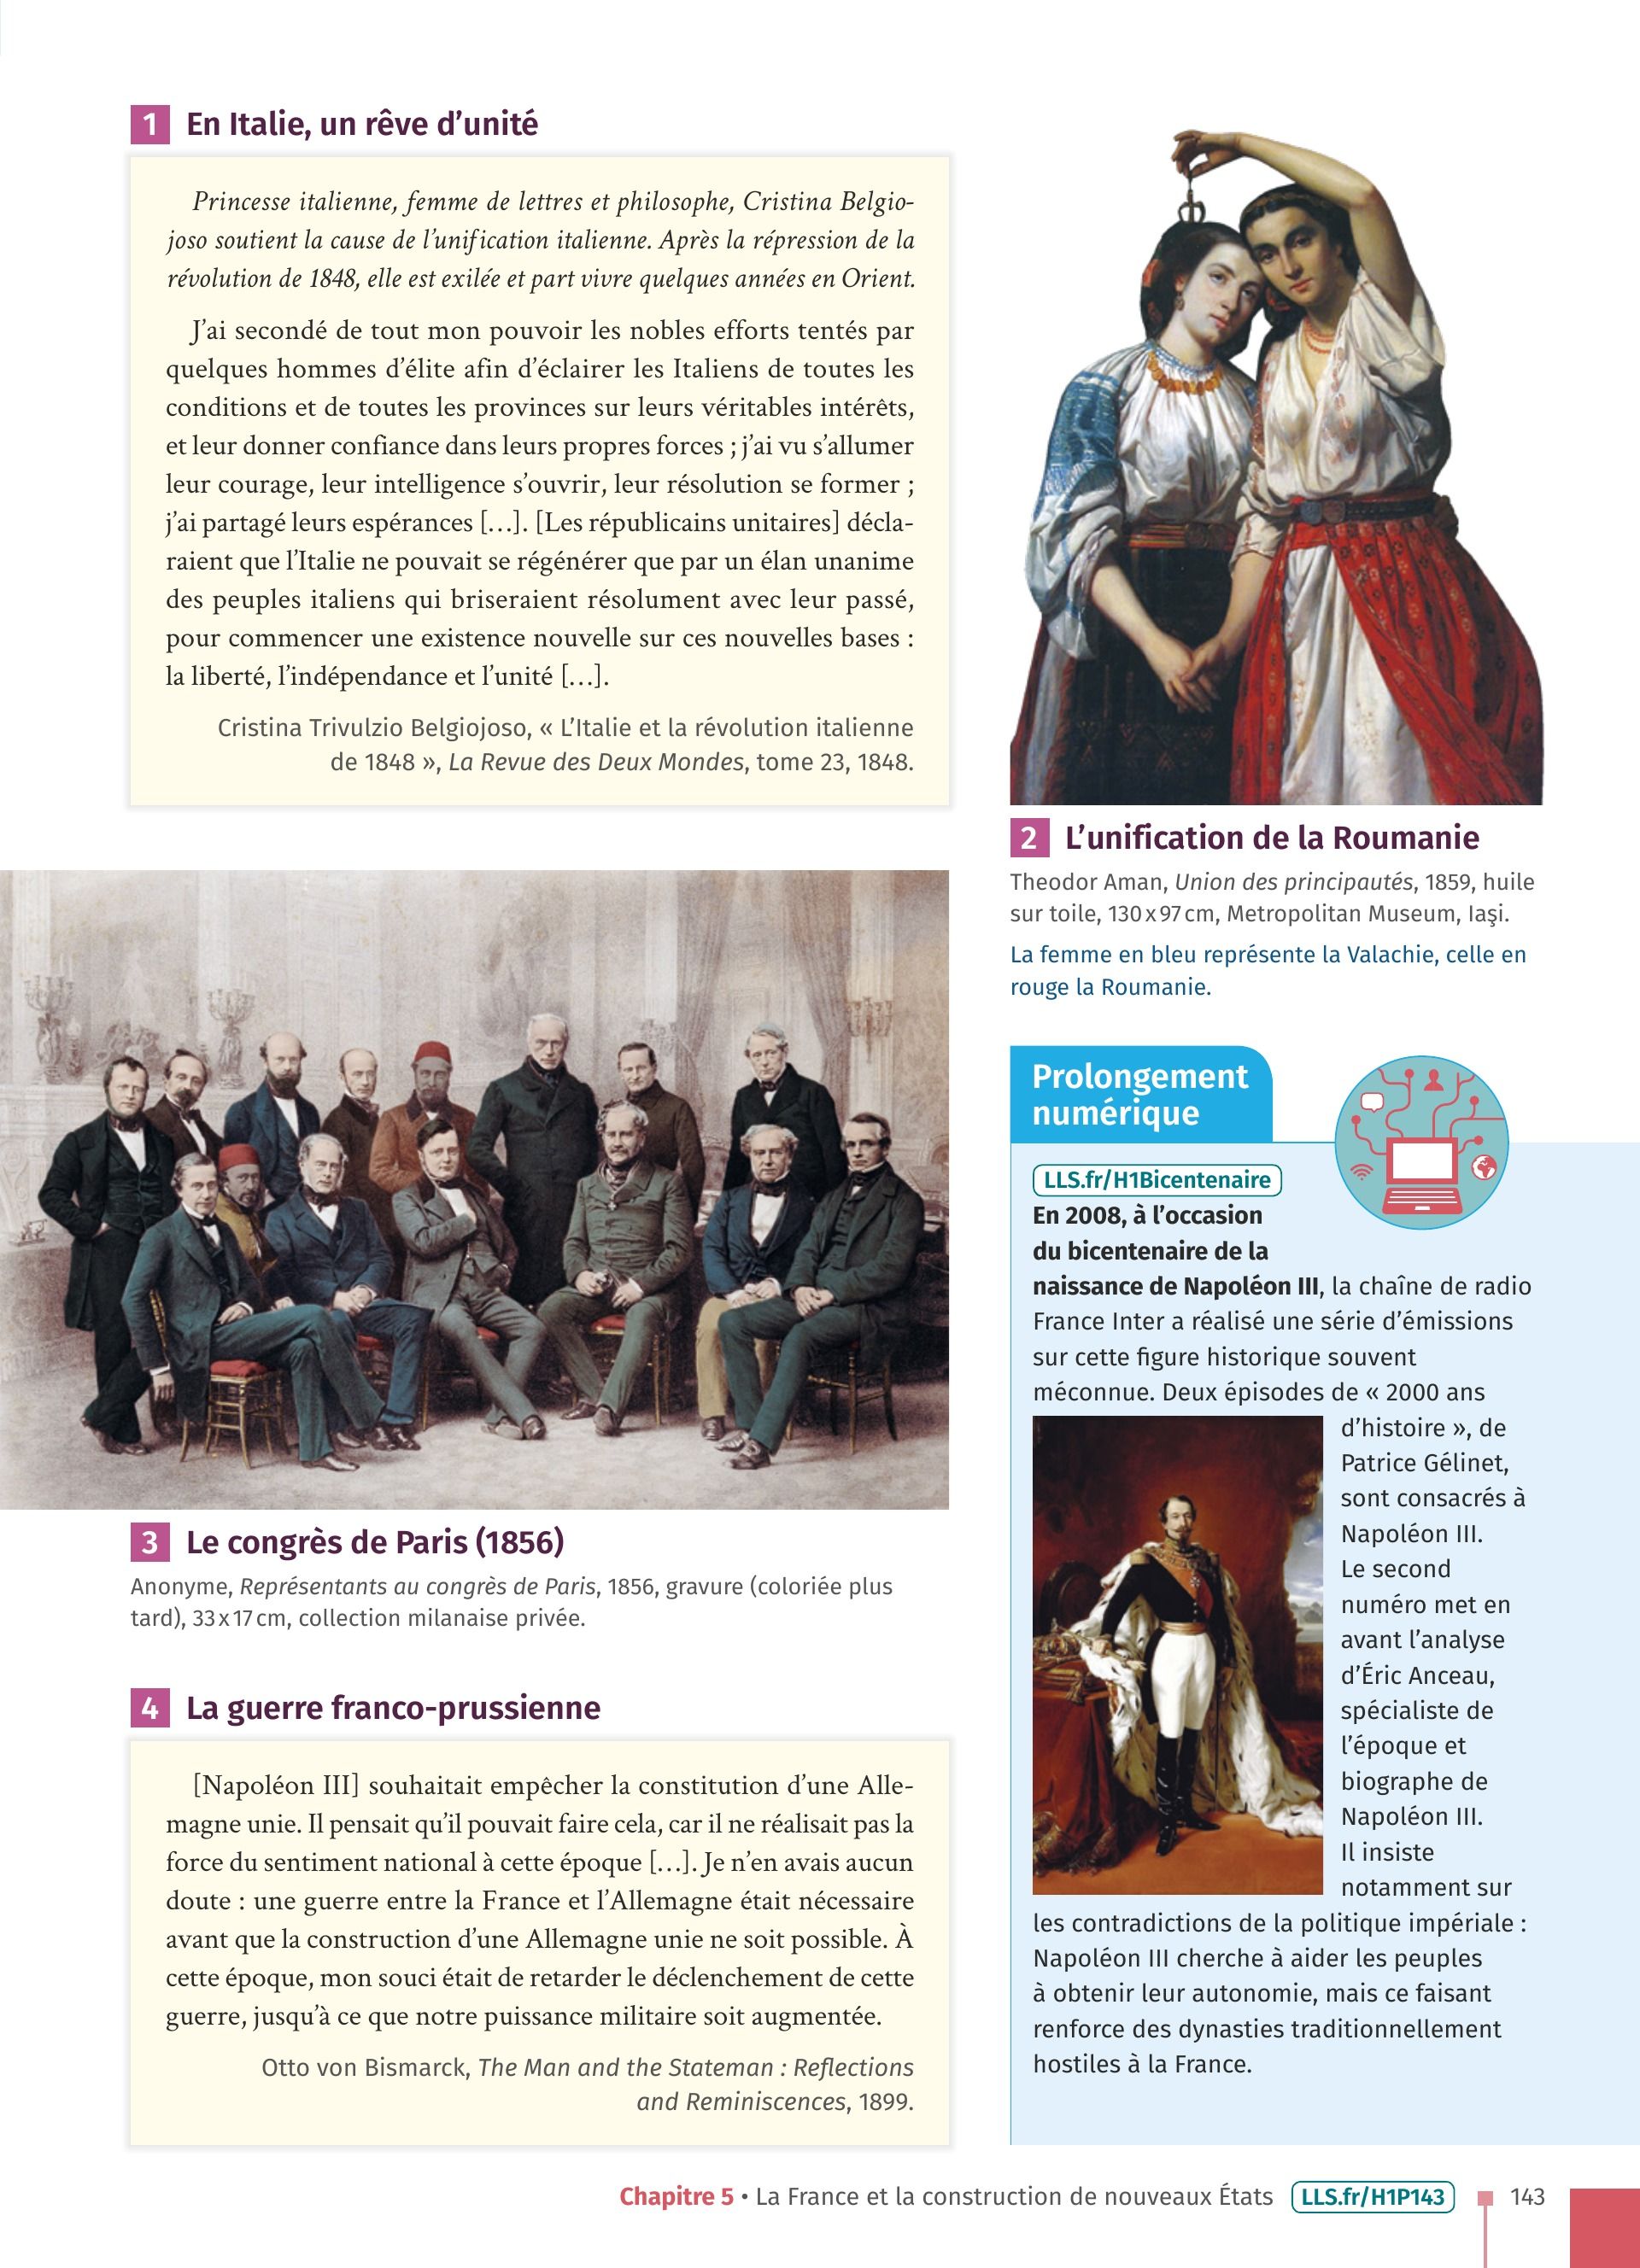 1 En Italie, un rêve d’unité
Princesse italienne, femme de lettres et philosophe, Cristina Belgio-
joso soutient la cause de l’unification italienne. Après la répression de la
révolution de 1848, elle est exilée et part vivre quelques années en Orient.
J’ai secondé de tout mon pouvoir les nobles efforts tentés par
quelques hommes d’élite afin d’éclairer les Italiens de toutes les
conditions et de toutes les provinces sur leurs véritables intérêts,
et leur donner confiance dans leurs propres forces ; j’ai vu s’allumer
leur courage, leur intelligence s’ouvrir, leur résolution se former ;
j’ai partagé leurs espérances […]. [Les républicains unitaires] décla-
raient que l’Italie ne pouvait se régénérer que par un élan unanime
des peuples italiens qui briseraient résolument avec leur passé,
pour commencer une existence nouvelle sur ces nouvelles bases :
la liberté, l’indépendance et l’unité […].
Cristina Trivulzio Belgiojoso, « L’Italie et la révolution italienne
de 1848 », La Revue des Deux Mondes, tome 23, 1848.
2 L’unification de la Roumanie
Theodor Aman, Union des principautés, 1859, huile
sur toile, 130 x 97 cm, Metropolitan Museum, Iaşi.
La femme en bleu représente la Valachie, celle en
rouge la Roumanie.
3 Le congrès de Paris (1856)
Anonyme, Représentants au congrès de Paris, 1856, gravure (coloriée plus
tard), 33 x 17 cm, collection milanaise privée.
4 La guerre franco-prussienne
[Napoléon III] souhaitait empêcher la constitution d’une Alle-
magne unie. Il pensait qu’il pouvait faire cela, car il ne réalisait pas la
force du sentiment national à cette époque […]. Je n’en avais aucun
doute : une guerre entre la France et l’Allemagne était nécessaire
avant que la construction d’une Allemagne unie ne soit possible. À
cette époque, mon souci était de retarder le déclenchement de cette
guerre, jusqu’à ce que notre puissance militaire soit augmentée.
Otto von Bismarck, The Man and the Stateman : Reflections
and Reminiscences, 1899.
Prolongement
numérique
LLS.fr/H1Bicentenaire
En 2008, à l’occasion
du bicentenaire de la
naissance de Napoléon III, la chaîne de radio
France Inter a réalisé une série d’émissions
sur cette figure historique souvent
méconnue. Deux épisodes de « 2000 ans
d’histoire », de
Patrice Gélinet,
sont consacrés à
Napoléon III.
Le second
numéro met en
avant l’analyse
d’Éric Anceau,
spécialiste de
l’époque et
biographe de
Napoléon III.
Il insiste
notamment sur
les contradictions de la politique impériale :
Napoléon III cherche à aider les peuples
à obtenir leur autonomie, mais ce faisant
renforce des dynasties traditionnellement
hostiles à la France.
Chapitre 5 • La France et la construction de nouveaux États LLS.fr/H1P143 143